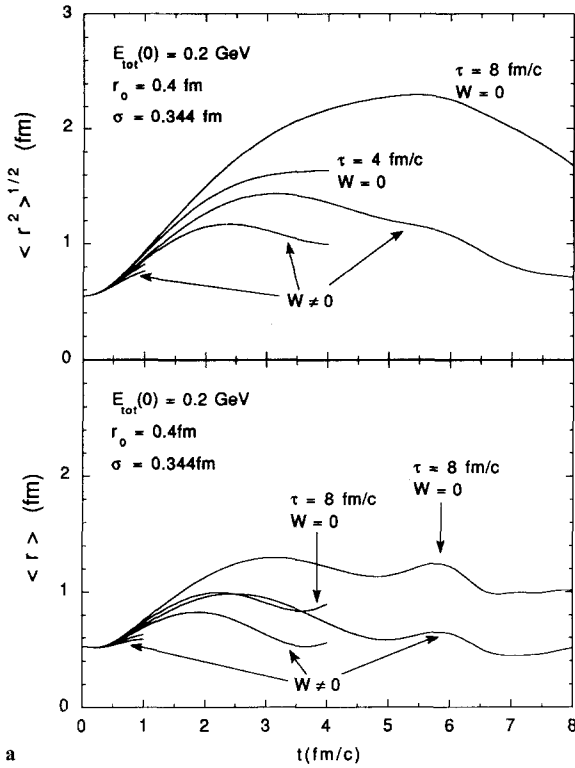 3
E_tot(0) = 0.2 GeV
r_o = 0.4 fm
σ = 0.344 fm
τ = 8 fm/c
W = 0
2
τ = 4 fm/c
W = 0
< r² >^1/2 (fm)
1
W ≠ 0
0
E_tot(0) = 0.2 GeV
r_o = 0.4fm
σ = 0.344fm
2
τ = 8 fm/c
W = 0
τ = 8 fm/c
W = 0
< r > (fm)
1
W ≠ 0
0
0 1 2 3 4 5 6 7 8
a t(fm/c)